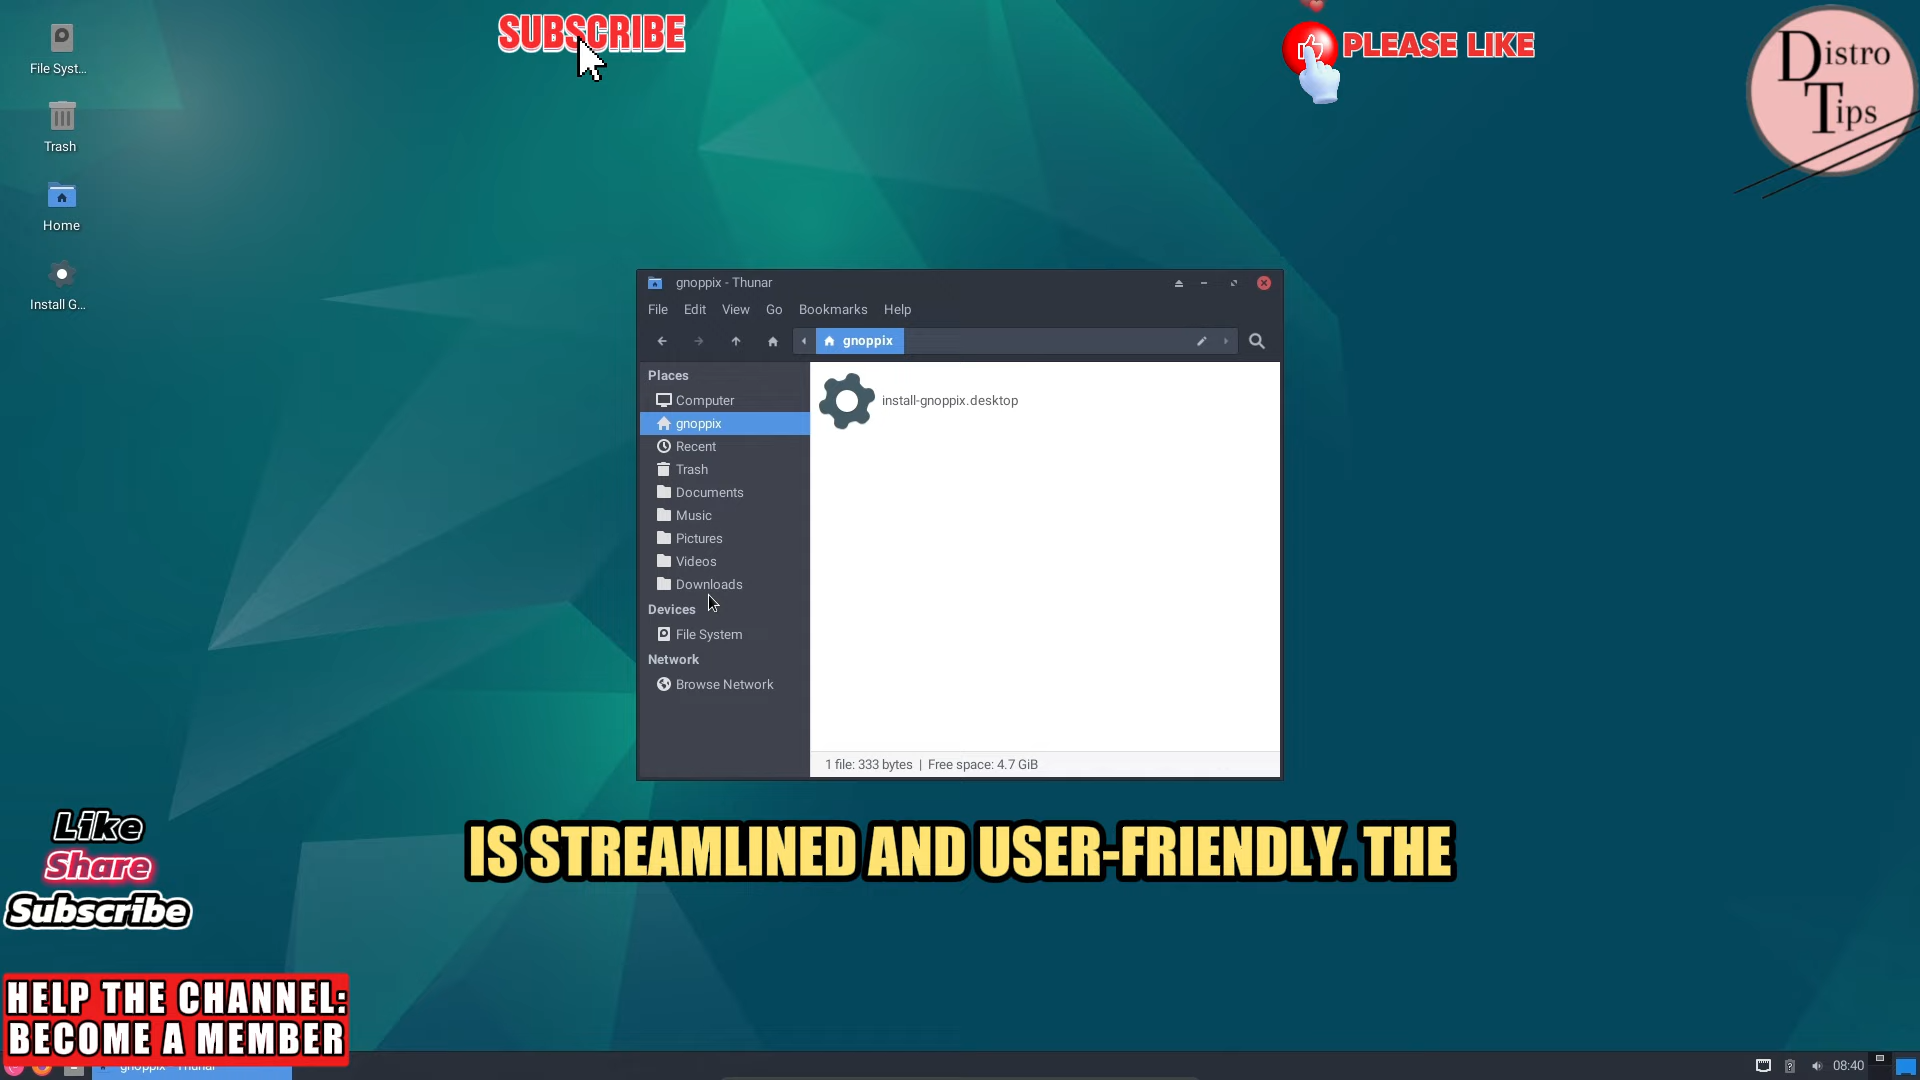 SUBSCRIBE
PLEASE LIKE
Distro
Tips
File Syst...
Trash
Home
Install G...
gnoppix - Thunar
File Edit View Go Bookmarks Help
gnoppix
Places
Computer
gnoppix
Recent
Trash
Documents
Music
Pictures
Videos
Downloads
Devices
File System
Network
Browse Network
install-gnoppix.desktop
1 file: 333 bytes | Free space: 4.7 GiB
IS STREAMLINED AND USER-FRIENDLY. THE
Like
Share
Subscribe
HELP THE CHANNEL:
BECOME A MEMBER
gnoppix - Thunar
08:40